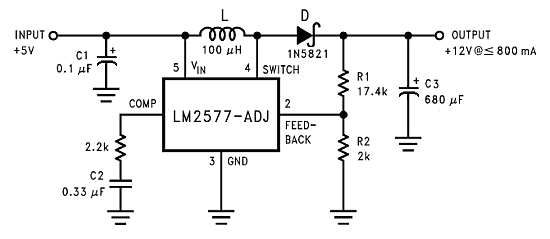 L
D
INPUT
+5V
100 μH
1N5821
OUTPUT
+12V@≤ 800 mA
C1
+
0.1 μF
5
VIN
4
SWITCH
R1
17.4k
+
C3
680 μF
COMP
LM2577-ADJ
2
FEED-
BACK
2.2k
R2
2k
3
GND
C2
0.33 μF